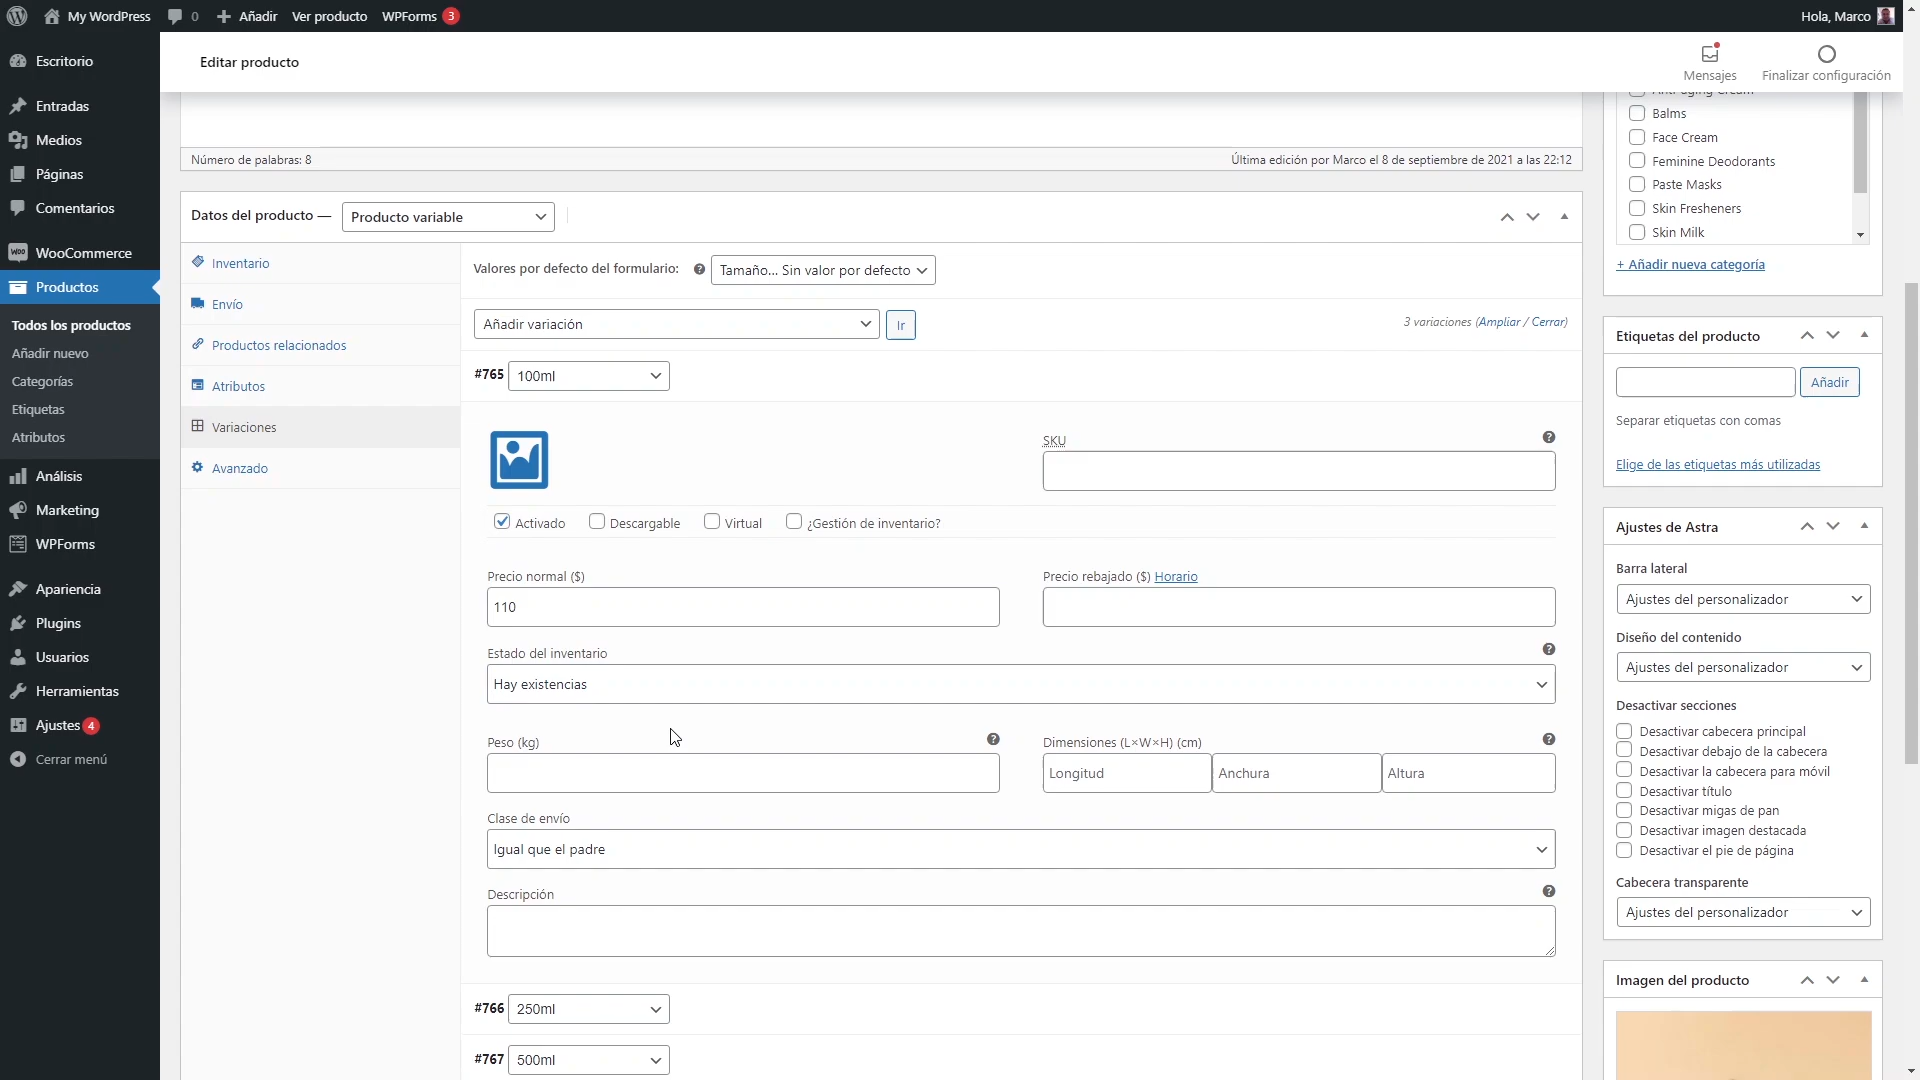 My WordPress
0
Añadir
Ver producto
WPForms 3
Hola, Marco
Escritorio
Entradas
Medios
Páginas
Comentarios
WooCommerce
Productos
Todos los productos
Añadir nuevo
Categorías
Etiquetas
Atributos
Análisis
Marketing
WPForms
Apariencia
Plugins
Usuarios
Herramientas
Ajustes 4
Cerrar menú
Editar producto
Mensajes
Finalizar configuración
Número de palabras: 8
Última edición por Marco el 8 de septiembre de 2021 a las 22:12
Datos del producto —
Producto variable
Inventario
Envío
Productos relacionados
Atributos
Variaciones
Avanzado
Valores por defecto del formulario:
Tamaño... Sin valor por defecto
Añadir variación
Ir
3 variaciones (Ampliar / Cerrar)
#765
100ml
SKU
Activado
Descargable
Virtual
¿Gestión de inventario?
Precio normal ($)
110
Precio rebajado ($) Horario
Estado del inventario
Hay existencias
Peso (kg)
Dimensiones (L×W×H) (cm)
Longitud
Anchura
Altura
Clase de envío
Igual que el padre
Descripción
#766
250ml
#767
500ml
Anti-aging Cream
Balms
Face Cream
Feminine Deodorants
Paste Masks
Skin Fresheners
Skin Milk
+ Añadir nueva categoría
Etiquetas del producto
Añadir
Separar etiquetas con comas
Elige de las etiquetas más utilizadas
Ajustes de Astra
Barra lateral
Ajustes del personalizador
Diseño del contenido
Ajustes del personalizador
Desactivar secciones
Desactivar cabecera principal
Desactivar debajo de la cabecera
Desactivar la cabecera para móvil
Desactivar título
Desactivar migas de pan
Desactivar imagen destacada
Desactivar el pie de página
Cabecera transparente
Ajustes del personalizador
Imagen del producto